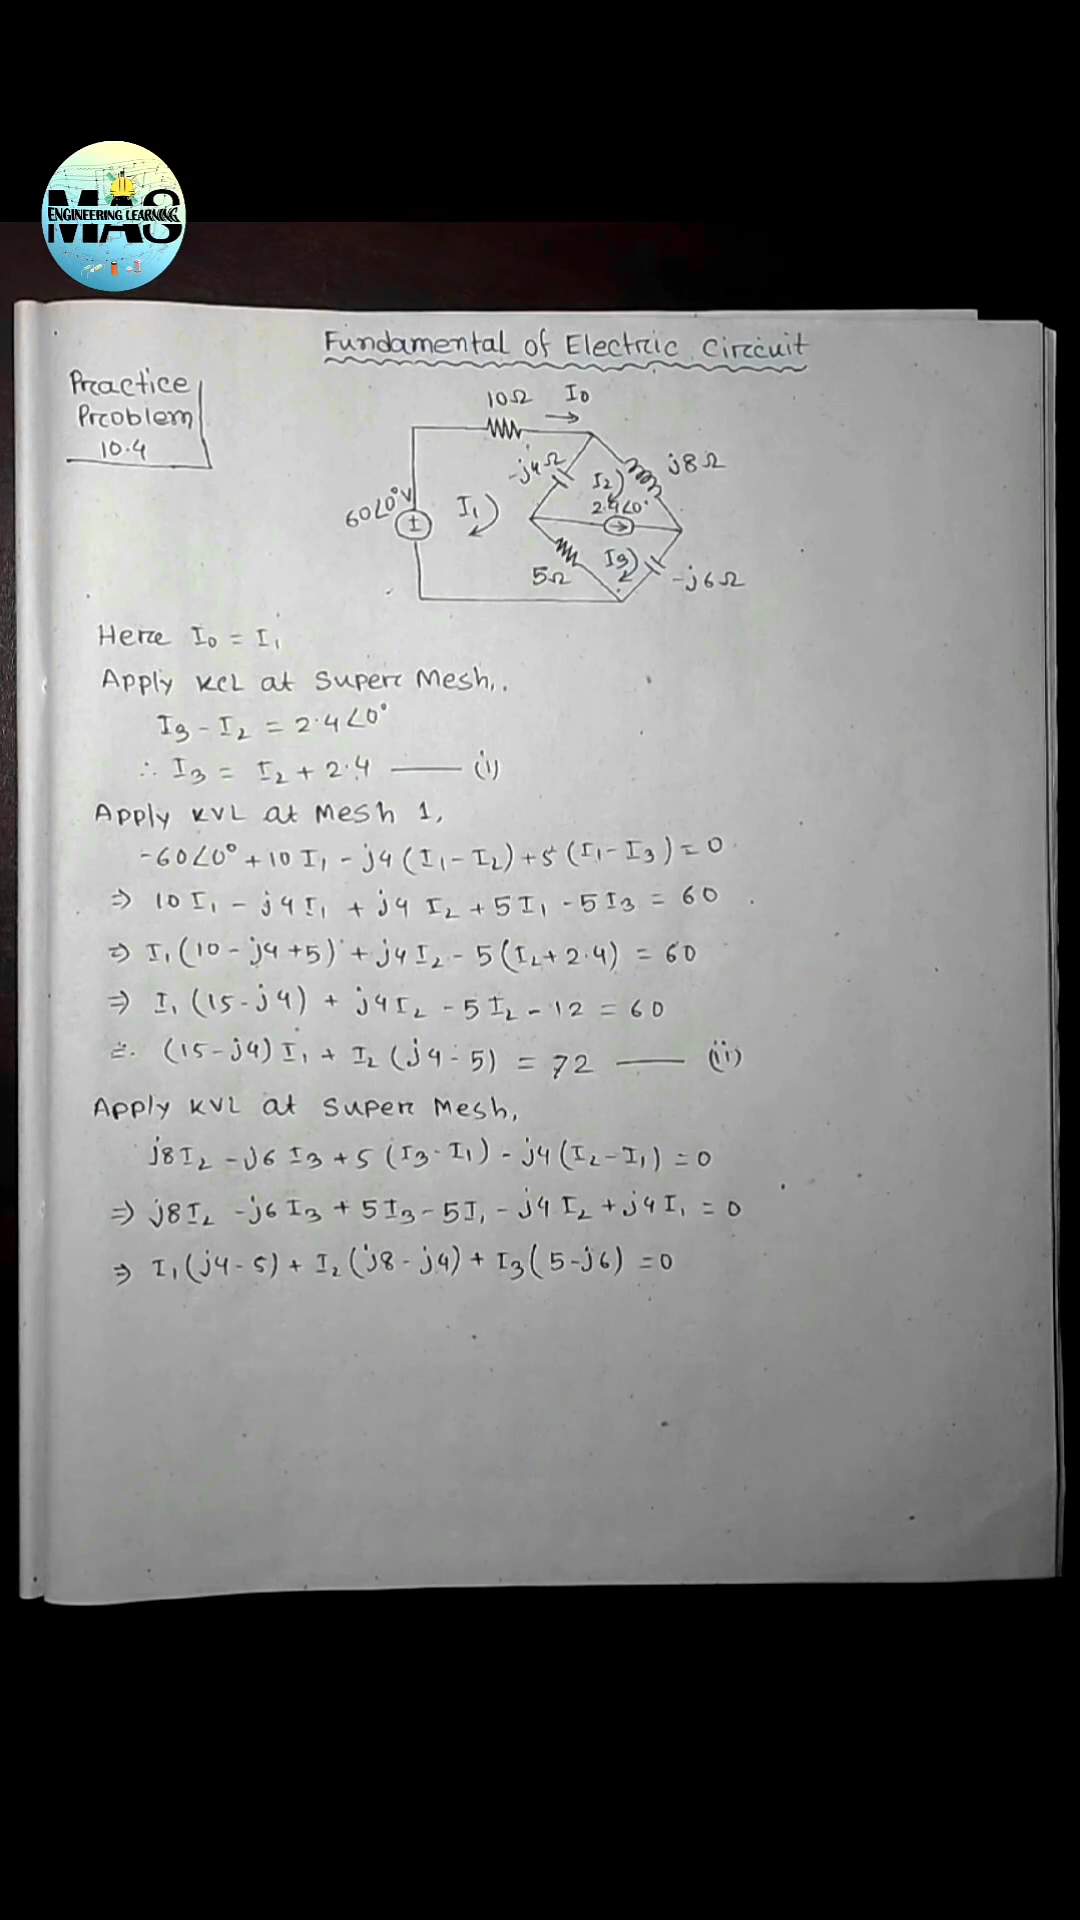 MAS
ENGINEERING LEARNING
Fundamental of Electric Circuit
Practice
Problem
10.4
10Ω I₀
-j4Ω
j8Ω
I₂
2.4∠0°
60∠0°V
I₁
I₃
5Ω
-j6Ω
Here I₀ = I₁
Apply KCL at Super Mesh,.
I₃ - I₂ = 2.4∠0°
∴ I₃ = I₂ + 2.4 —— (i)
Apply KVL at Mesh 1,
-60∠0° + 10 I₁ - j4 (I₁ - I₂) + 5 (I₁ - I₃) = 0
⇒ 10 I₁ - j4 I₁ + j4 I₂ + 5 I₁ - 5 I₃ = 60
⇒ I₁ (10 - j4 + 5) + j4 I₂ - 5 (I₂ + 2.4) = 60
⇒ I₁ (15 - j4) + j4 I₂ - 5 I₂ - 12 = 60
∴ (15 - j4) I₁ + I₂ (j4 - 5) = 72 —— (ii)
Apply KVL at Super Mesh,
j8 I₂ - j6 I₃ + 5 (I₃ - I₁) - j4 (I₂ - I₁) = 0
⇒ j8 I₂ - j6 I₃ + 5 I₃ - 5 I₁ - j4 I₂ + j4 I₁ = 0
⇒ I₁ (j4 - 5) + I₂ (j8 - j4) + I₃ (5 - j6) = 0